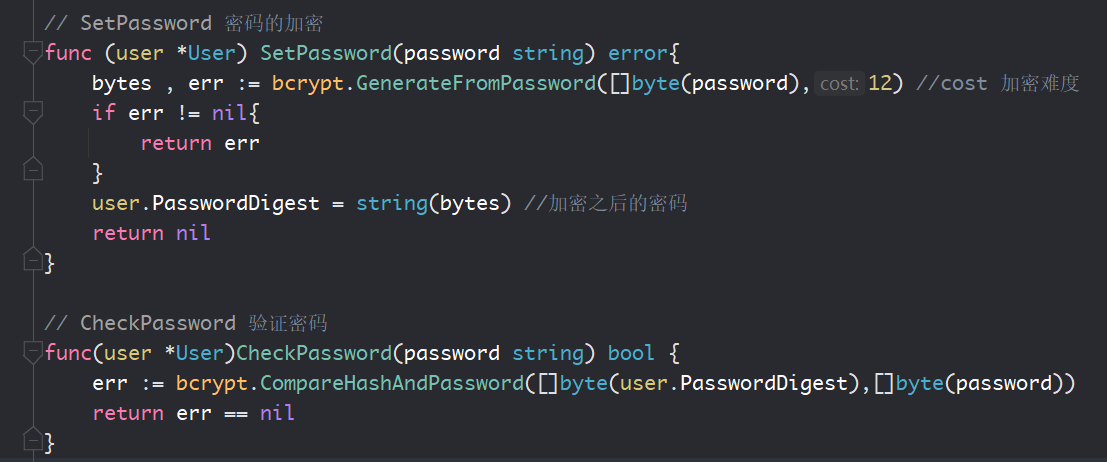 // SetPassword 密码的加密
func (user *User) SetPassword(password string) error{
    bytes , err := bcrypt.GenerateFromPassword([]byte(password), cost: 12) //cost 加密难度
    if err != nil{
        return err
    }
    user.PasswordDigest = string(bytes) //加密之后的密码
    return nil
}

// CheckPassword 验证密码
func(user *User)CheckPassword(password string) bool {
    err := bcrypt.CompareHashAndPassword([]byte(user.PasswordDigest),[]byte(password))
    return err == nil
}